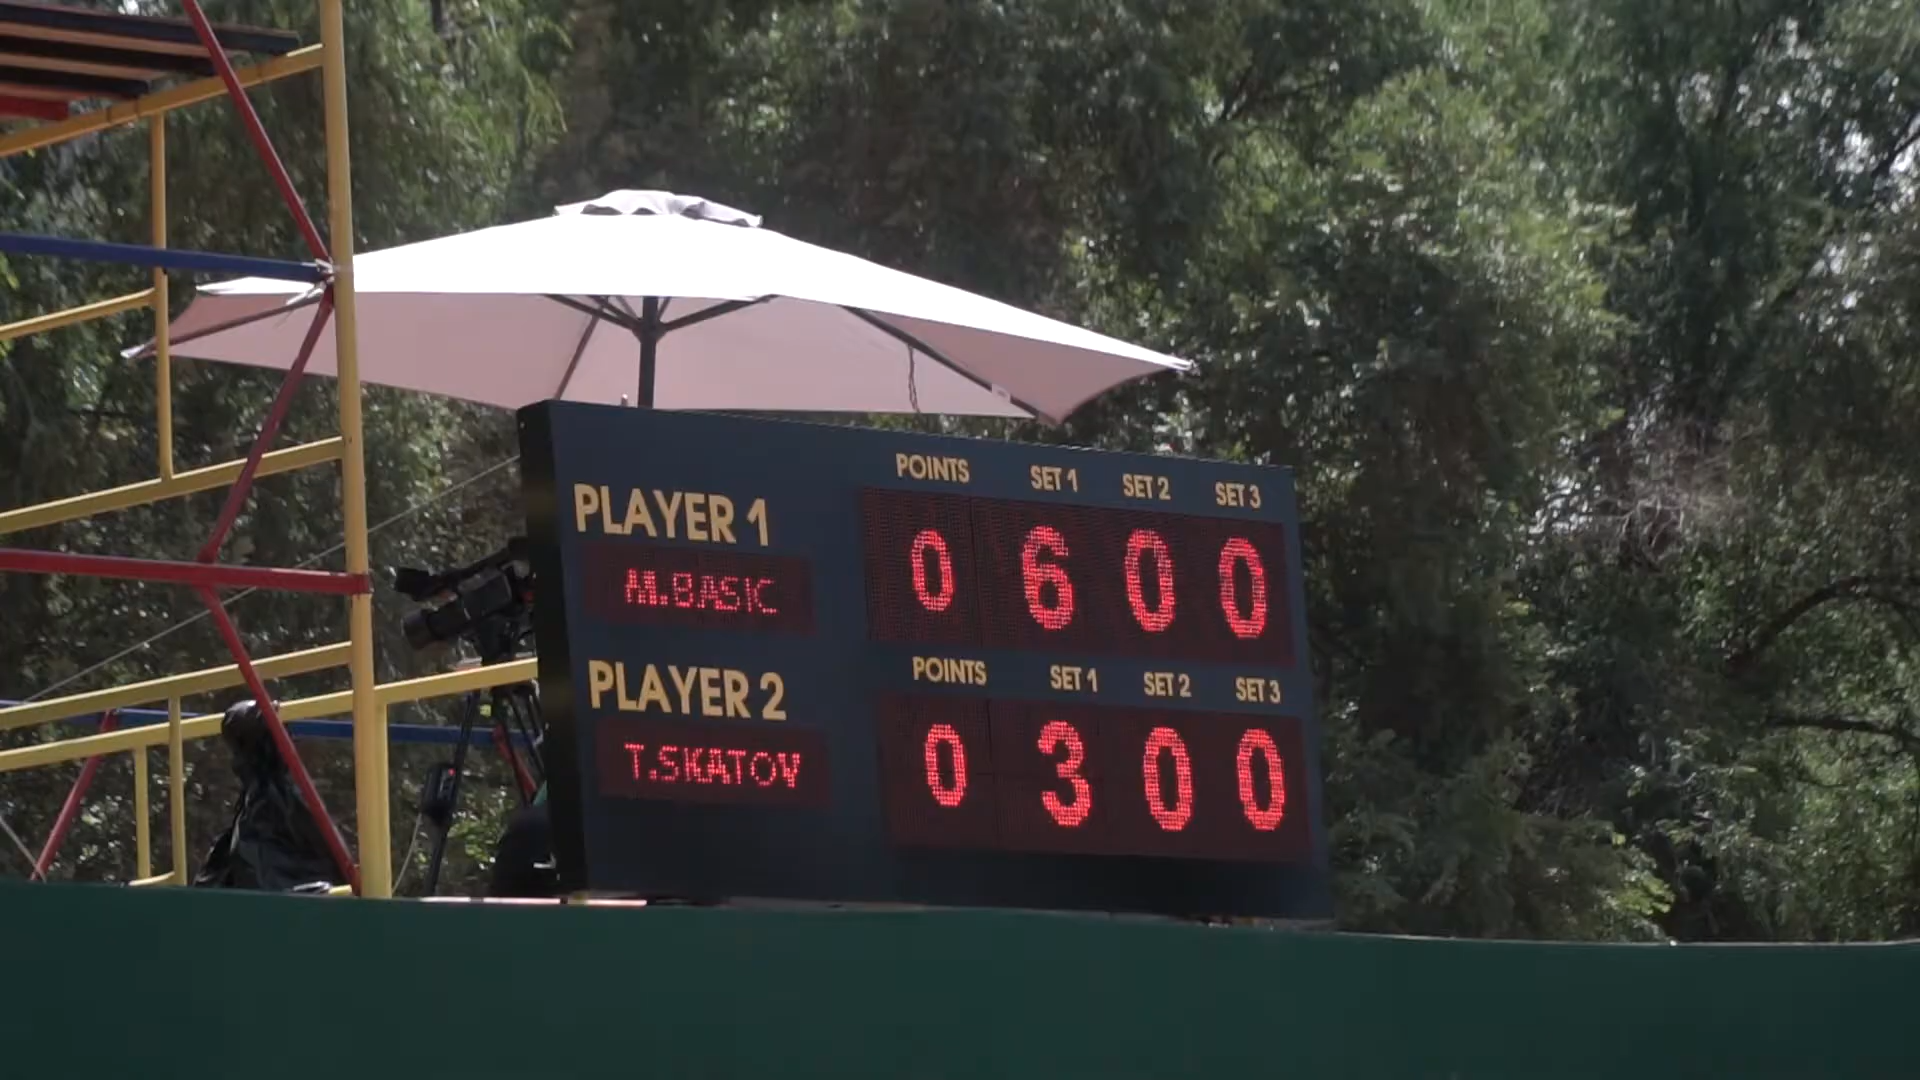 POINTS SET 1 SET 2 SET 3
PLAYER 1
M.BASIC 0 6 0 0
POINTS SET 1 SET 2 SET 3
PLAYER 2
T.SKATOV 0 3 0 0